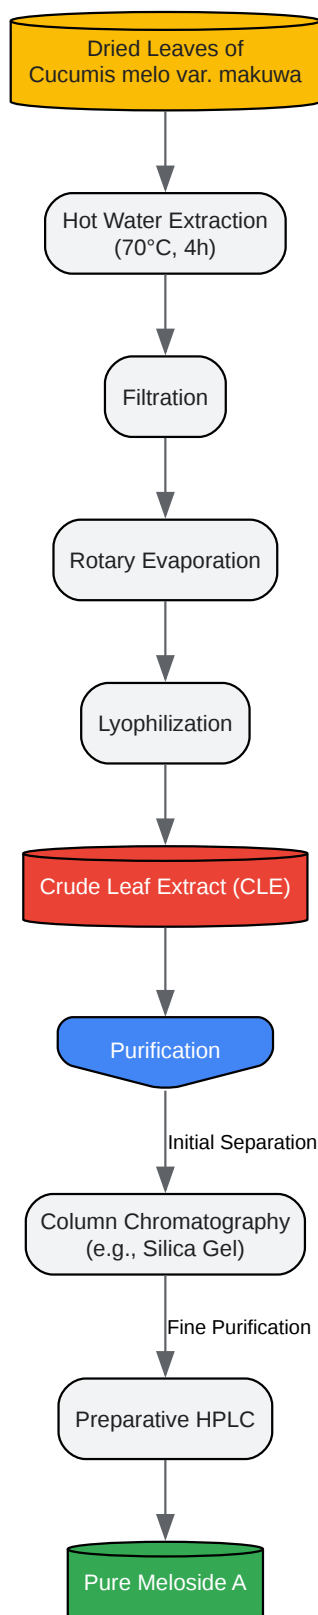 Dried Leaves of
Cucumis melo var. makuwa
Hot Water Extraction
(70°C, 4h)
Filtration
Rotary Evaporation
Lyophilization
Crude Leaf Extract (CLE)
Purification
Initial Separation
Column Chromatography
(e.g., Silica Gel)
Fine Purification
Preparative HPLC
Pure Meloside A